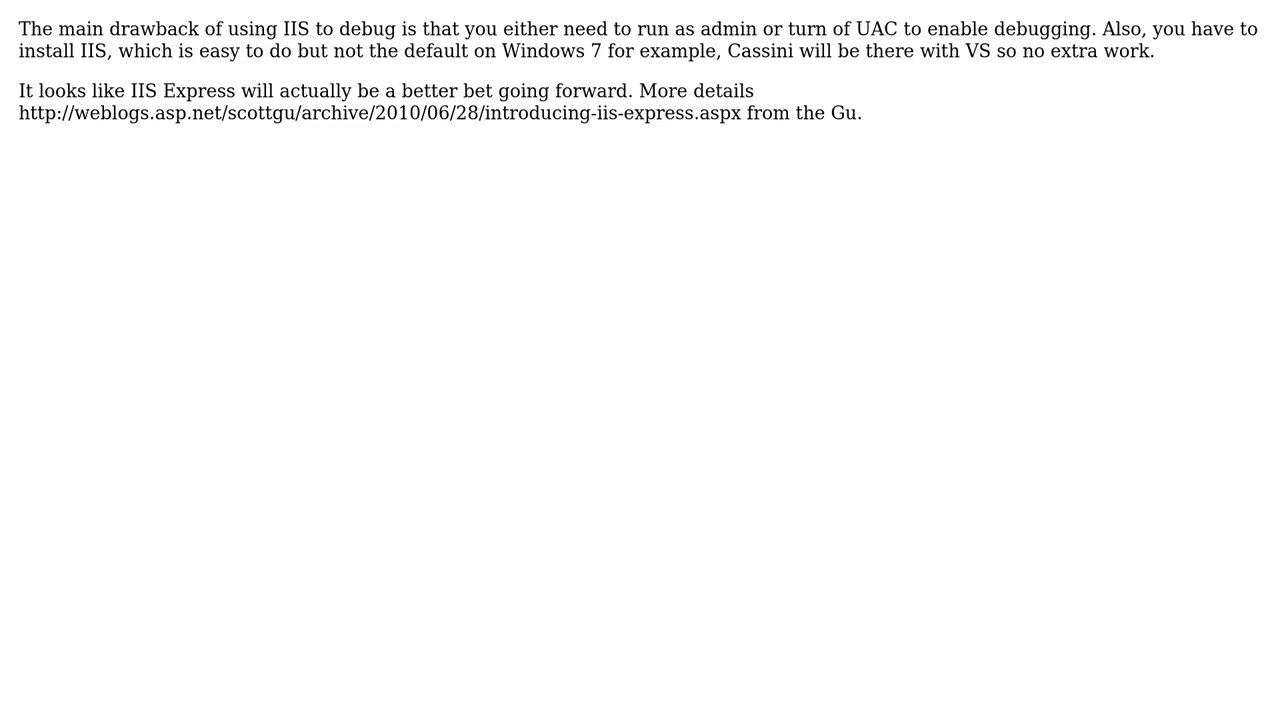 The main drawback of using IIS to debug is that you either need to run as admin or turn of UAC to enable debugging. Also, you have to
install IIS, which is easy to do but not the default on Windows 7 for example, Cassini will be there with VS so no extra work.
It looks like IIS Express will actually be a better bet going forward. More details
http://weblogs.asp.net/scottgu/archive/2010/06/28/introducing-iis-express.aspx from the Gu.